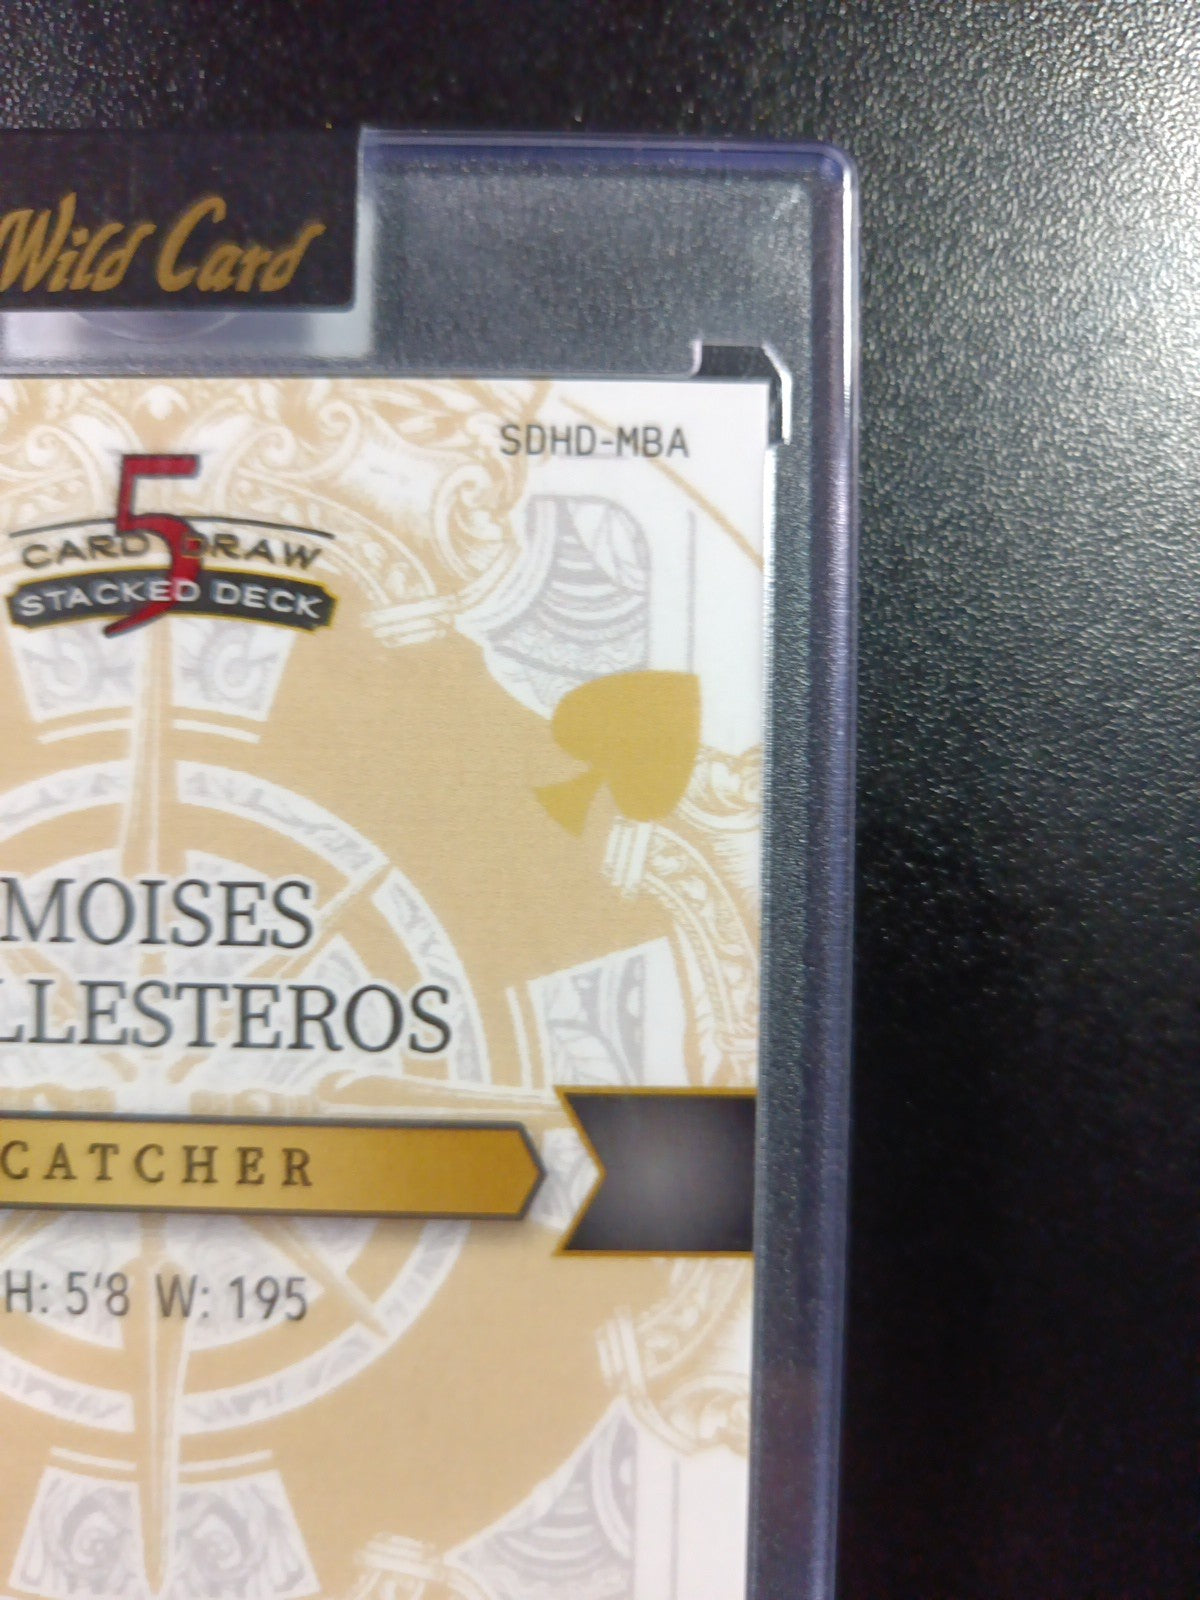 Wild Card
SDHD-MBA
5
CARD DRAW
STACKED DECK
MOISES
LLESTEROS
CATCHER
H: 5'8 W: 195